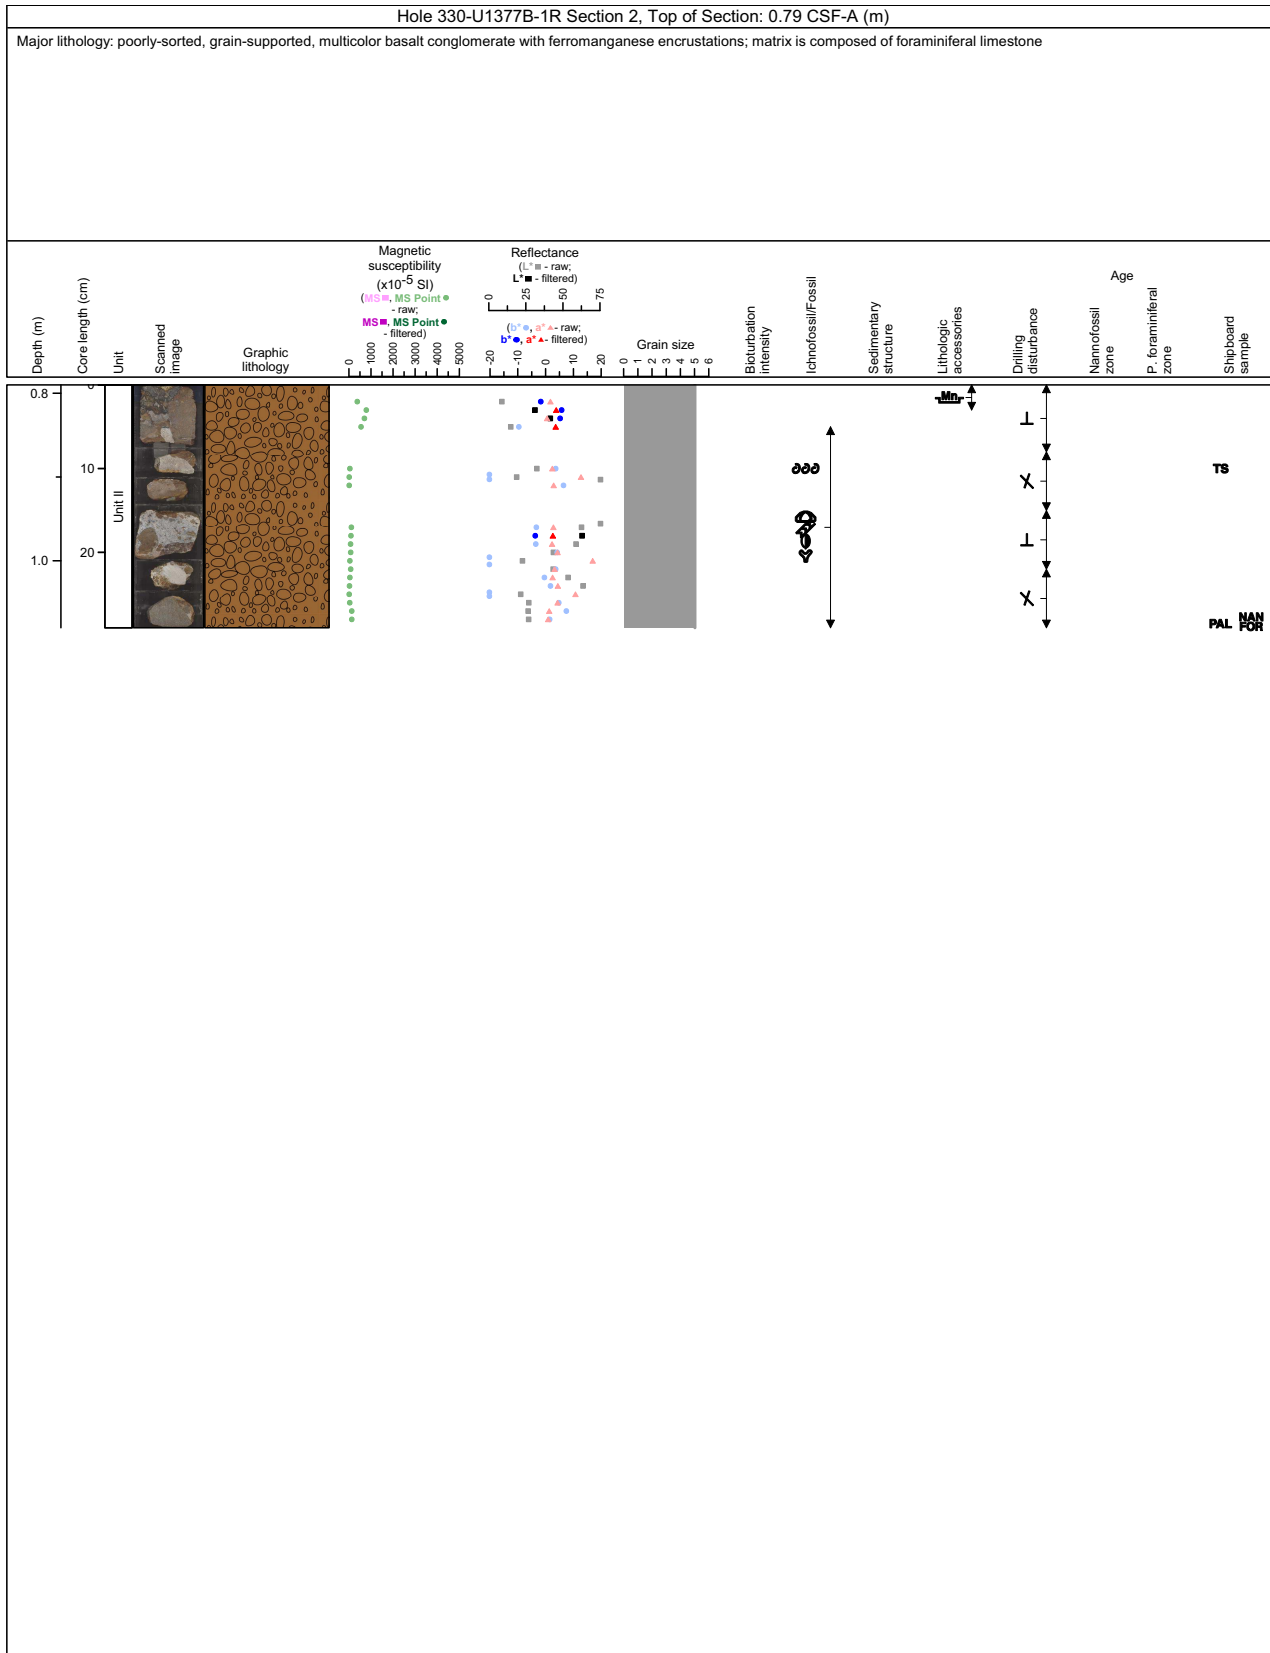 Hole 330-U1377B-1R Section 2, Top of Section: 0.79 CSF-A (m)
Major lithology: poorly-sorted, grain-supported, multicolor basalt conglomerate with ferromanganese encrustations; matrix is composed of foraminiferal limestone
Depth (m)
Core length (cm)
Unit
Scanned
image
Graphic
lithology
Magnetic
susceptibility
(x10-5 SI)
(MS■, MS Point●
- raw;
MS■, MS Point●
- filtered)
0 1000 2000 3000 4000 5000
Reflectance
(L*■ - raw;
L*■ - filtered)
0 25 50 75
(b*●, a*▲- raw;
b*●, a*▲- filtered)
-20 -10 0 10 20
Grain size
0 1 2 3 4 5 6
Bioturbation
intensity
Ichnofossil/Fossil
Sedimentary
structure
Lithologic
accessories
Drilling
disturbance
Age
Nannofossil
zone
P. foraminiferal
zone
Shipboard
sample
0.8
1.0
0
10
20
Unit II
Mn
TS
PAL
NAN
FOR